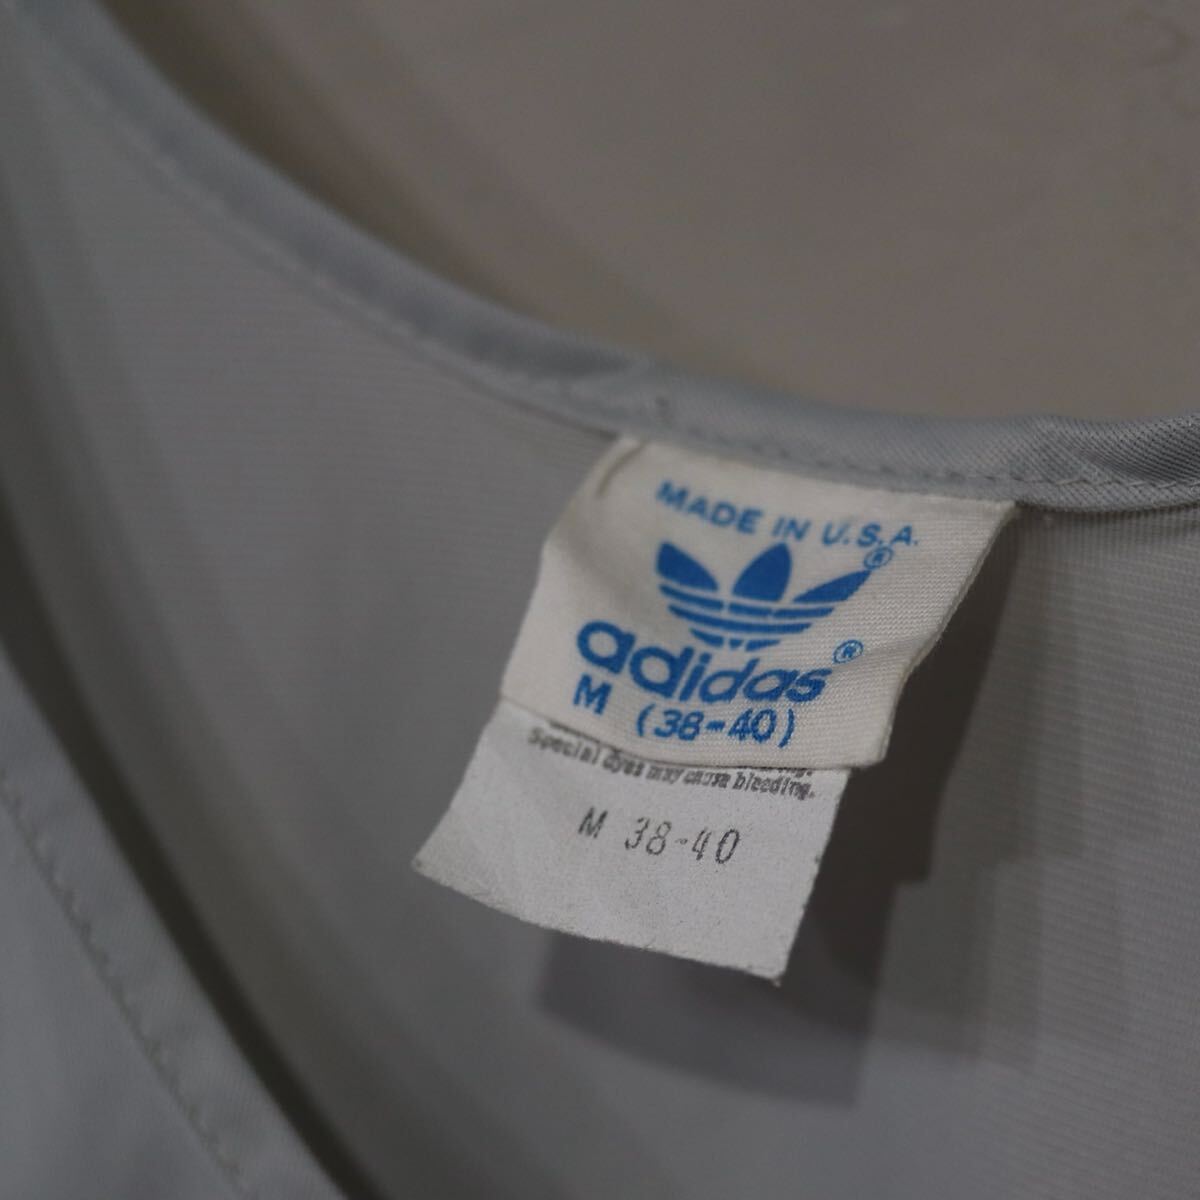 MADE IN U.S.A.
®
adidas®
M (38-40)
Special dyes may cause bleeding.
M 38-40